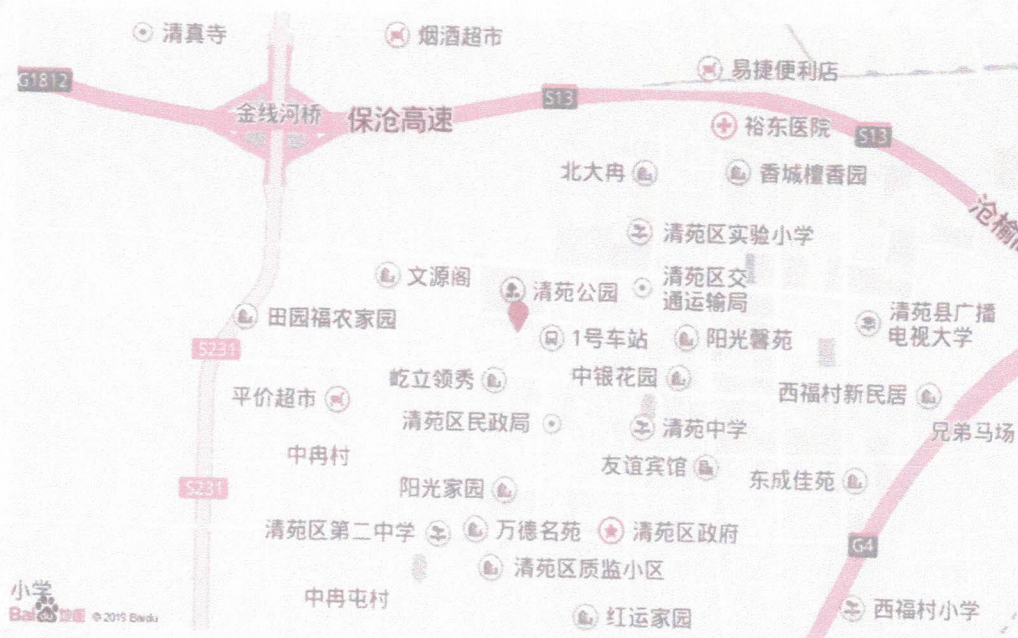 清真寺
烟酒超市
易捷便利店
G1812
S13
金线河桥
保沧高速
裕东医院
S13
北大冉
香城檀香园
沧榆高
清苑区实验小学
文源阁
清苑公园
清苑区交
通运输局
田园福农家园
清苑县广播
电视大学
1号车站
阳光馨苑
S231
屹立领秀
中银花园
平价超市
西福村新民居
清苑区民政局
清苑中学
兄弟马场
中冉村
友谊宾馆
东成佳苑
S231
阳光家园
清苑区第二中学
万德名苑
清苑区政府
G4
清苑区质监小区
小学
中冉屯村
西福村小学
Baidu地图 © 2019 Baidu
红运家园